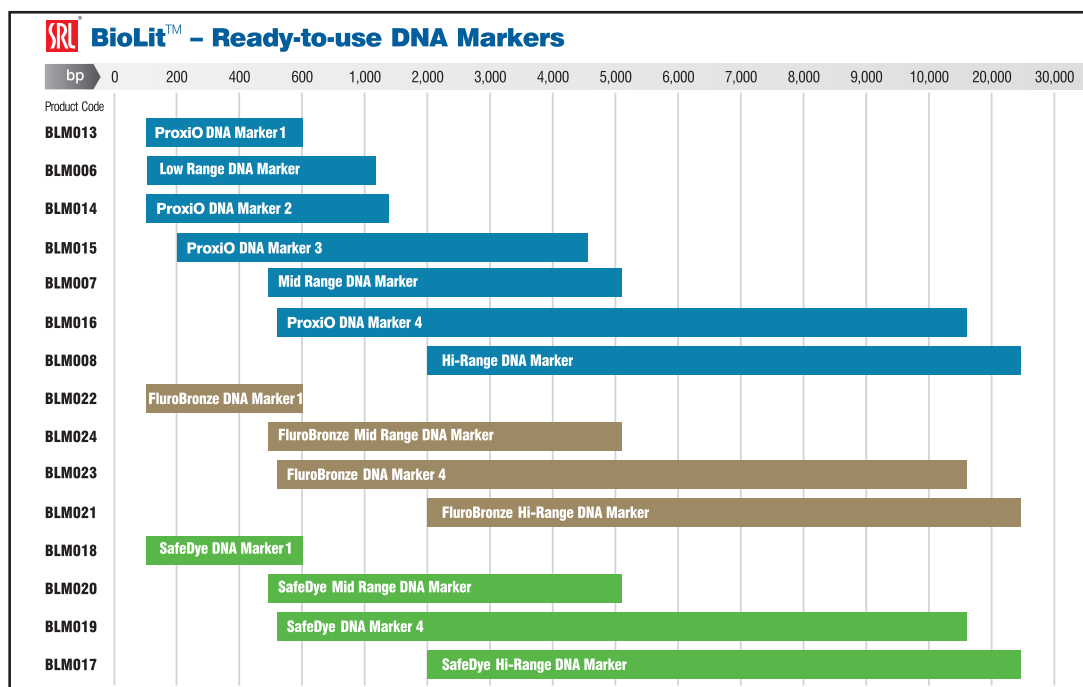 SRL® BioLit™ – Ready-to-use DNA Markers
bp 0 200 400 600 1,000 2,000 3,000 4,000 5,000 6,000 7,000 8,000 9,000 10,000 20,000 30,000
Product Code
BLM013 ProxiO DNA Marker 1
BLM006 Low Range DNA Marker
BLM014 ProxiO DNA Marker 2
BLM015 ProxiO DNA Marker 3
BLM007 Mid Range DNA Marker
BLM016 ProxiO DNA Marker 4
BLM008 Hi-Range DNA Marker
BLM022 FluroBronze DNA Marker 1
BLM024 FluroBronze Mid Range DNA Marker
BLM023 FluroBronze DNA Marker 4
BLM021 FluroBronze Hi-Range DNA Marker
BLM018 SafeDye DNA Marker 1
BLM020 SafeDye Mid Range DNA Marker
BLM019 SafeDye DNA Marker 4
BLM017 SafeDye Hi-Range DNA Marker